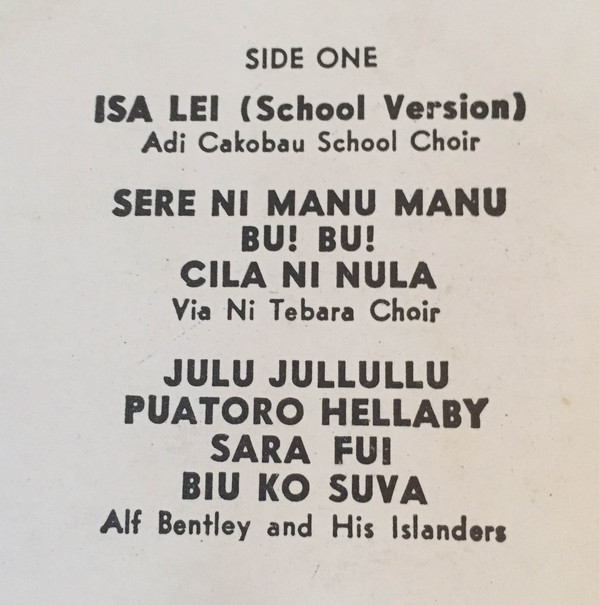 SIDE ONE
ISA LEI (School Version)
Adi Cakobau School Choir
SERE NI MANU MANU
BU! BU!
CILA NI NULA
Via Ni Tebara Choir
JULU JULLULLU
PUATORO HELLABY
SARA FUI
BIU KO SUVA
Alf Bentley and His Islanders